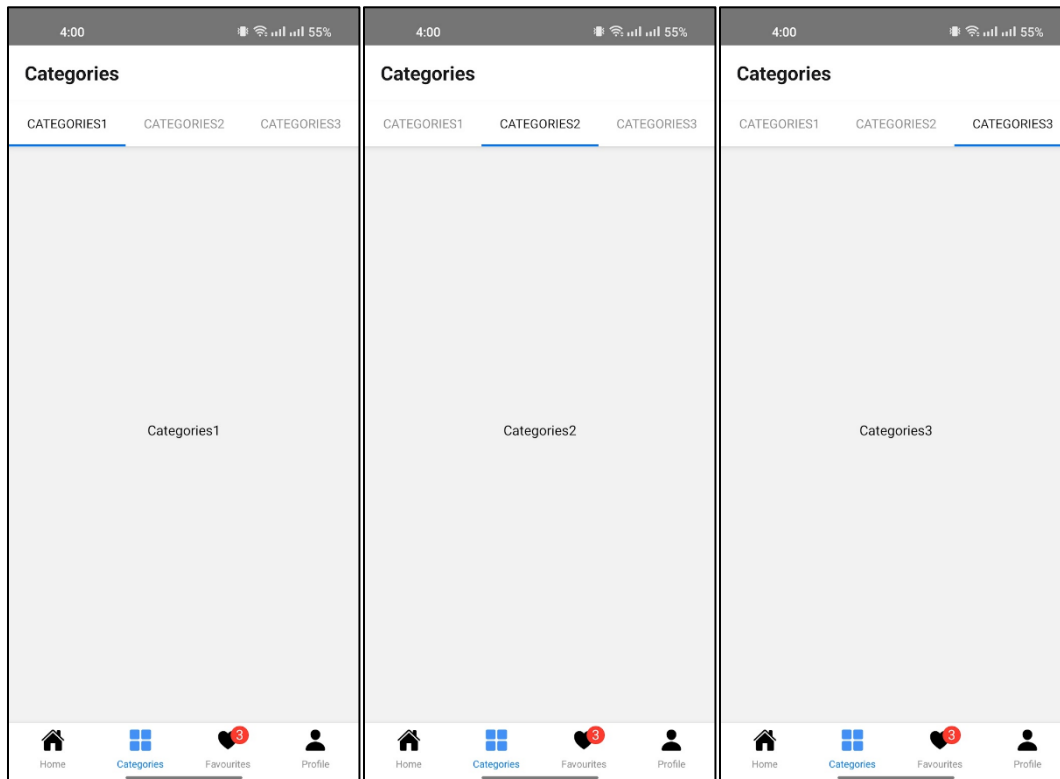 4:00 55%
Categories
CATEGORIES1 CATEGORIES2 CATEGORIES3
Categories1
3
Home Categories Favourites Profile
4:00 55%
Categories
CATEGORIES1 CATEGORIES2 CATEGORIES3
Categories2
3
Home Categories Favourites Profile
4:00 55%
Categories
CATEGORIES1 CATEGORIES2 CATEGORIES3
Categories3
3
Home Categories Favourites Profile